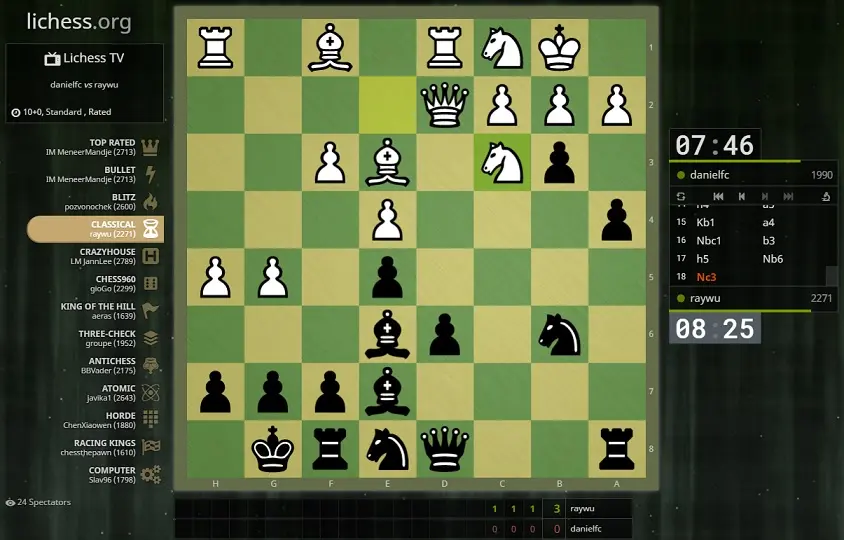 lichess.org
Lichess TV
danielfc vs raywu
10+0, Standard , Rated
TOP RATED
IM MeneerMandje (2713)
BULLET
IM MeneerMandje (2713)
BLITZ
pozvonochek (2600)
CLASSICAL
raywu (2271)
CRAZYHOUSE
LM JannLee (2789)
CHESS960
gioGo (2299)
KING OF THE HILL
aeras (1639)
THREE-CHECK
groupe (1952)
ANTICHESS
BBVader (2175)
ATOMIC
javika1 (2643)
HORDE
ChenXiaowen (1880)
RACING KINGS
chessthepawn (1610)
COMPUTER
Slav96 (1798)
24 Spectators
1
2
3
4
5
6
7
8
H G F E D C B A
07:46
danielfc 1990
15 Kb1 a4
16 Nbc1 b3
17 h5 Nb6
18 Nc3
raywu 2271
08:25
1 1 1 3 raywu
0 0 0 0 danielfc